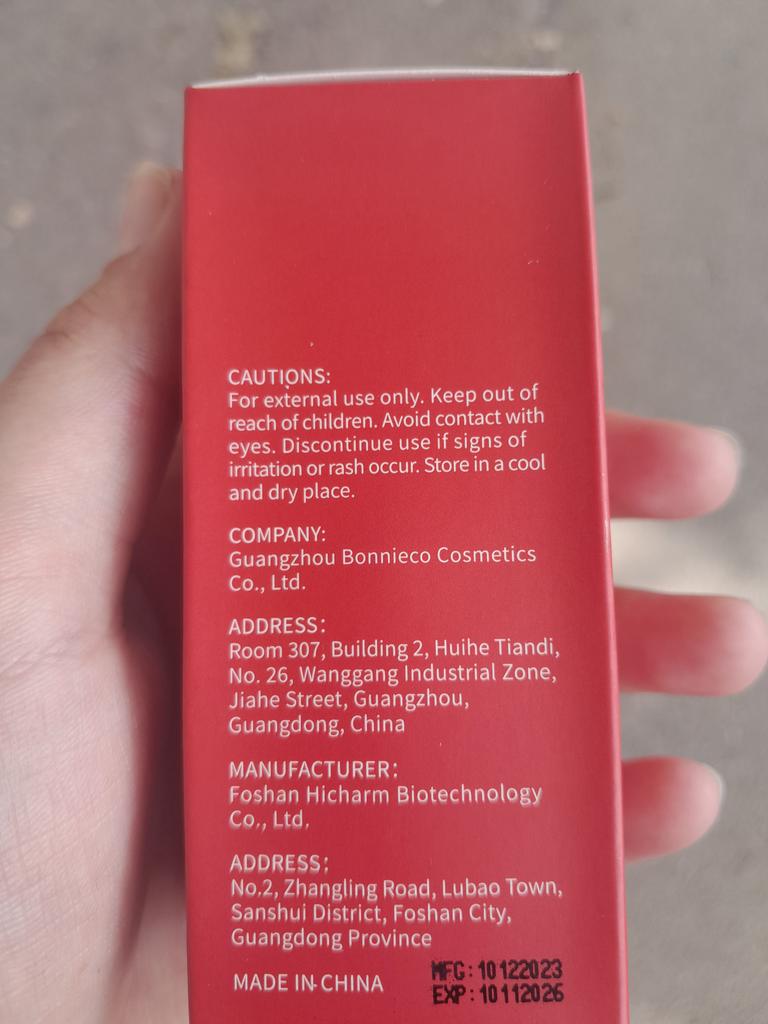 CAUTIONS:
For external use only. Keep out of
reach of children. Avoid contact with
eyes. Discontinue use if signs of
irritation or rash occur. Store in a cool
and dry place.
COMPANY:
Guangzhou Bonnieco Cosmetics
Co., Ltd.
ADDRESS:
Room 307, Building 2, Huihe Tiandi,
No. 26, Wanggang Industrial Zone,
Jiahe Street, Guangzhou,
Guangdong, China
MANUFACTURER:
Foshan Hicharm Biotechnology
Co., Ltd.
ADDRESS:
No.2, Zhangling Road, Lubao Town,
Sanshui District, Foshan City,
Guangdong Province
MADE IN CHINA
MFG: 10122023
EXP: 10112026